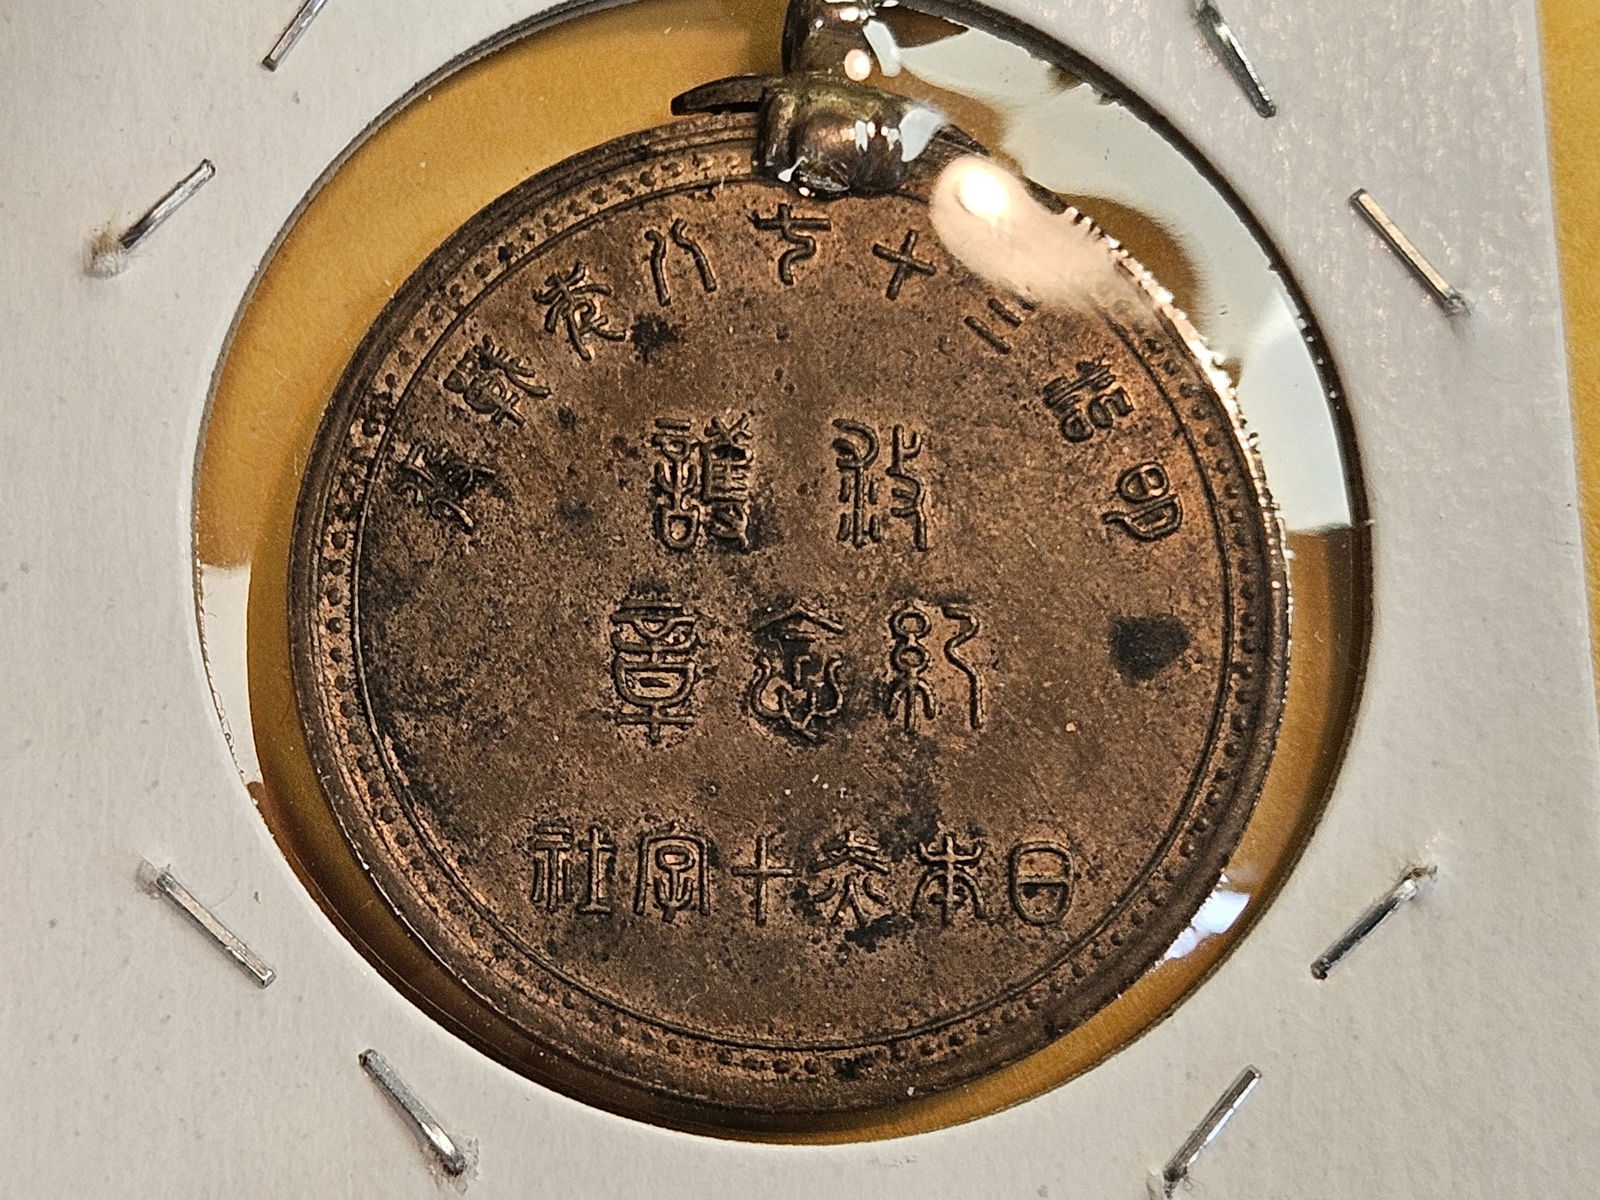 明治三十七八年戰役
救護
紀念章
日本赤十字社